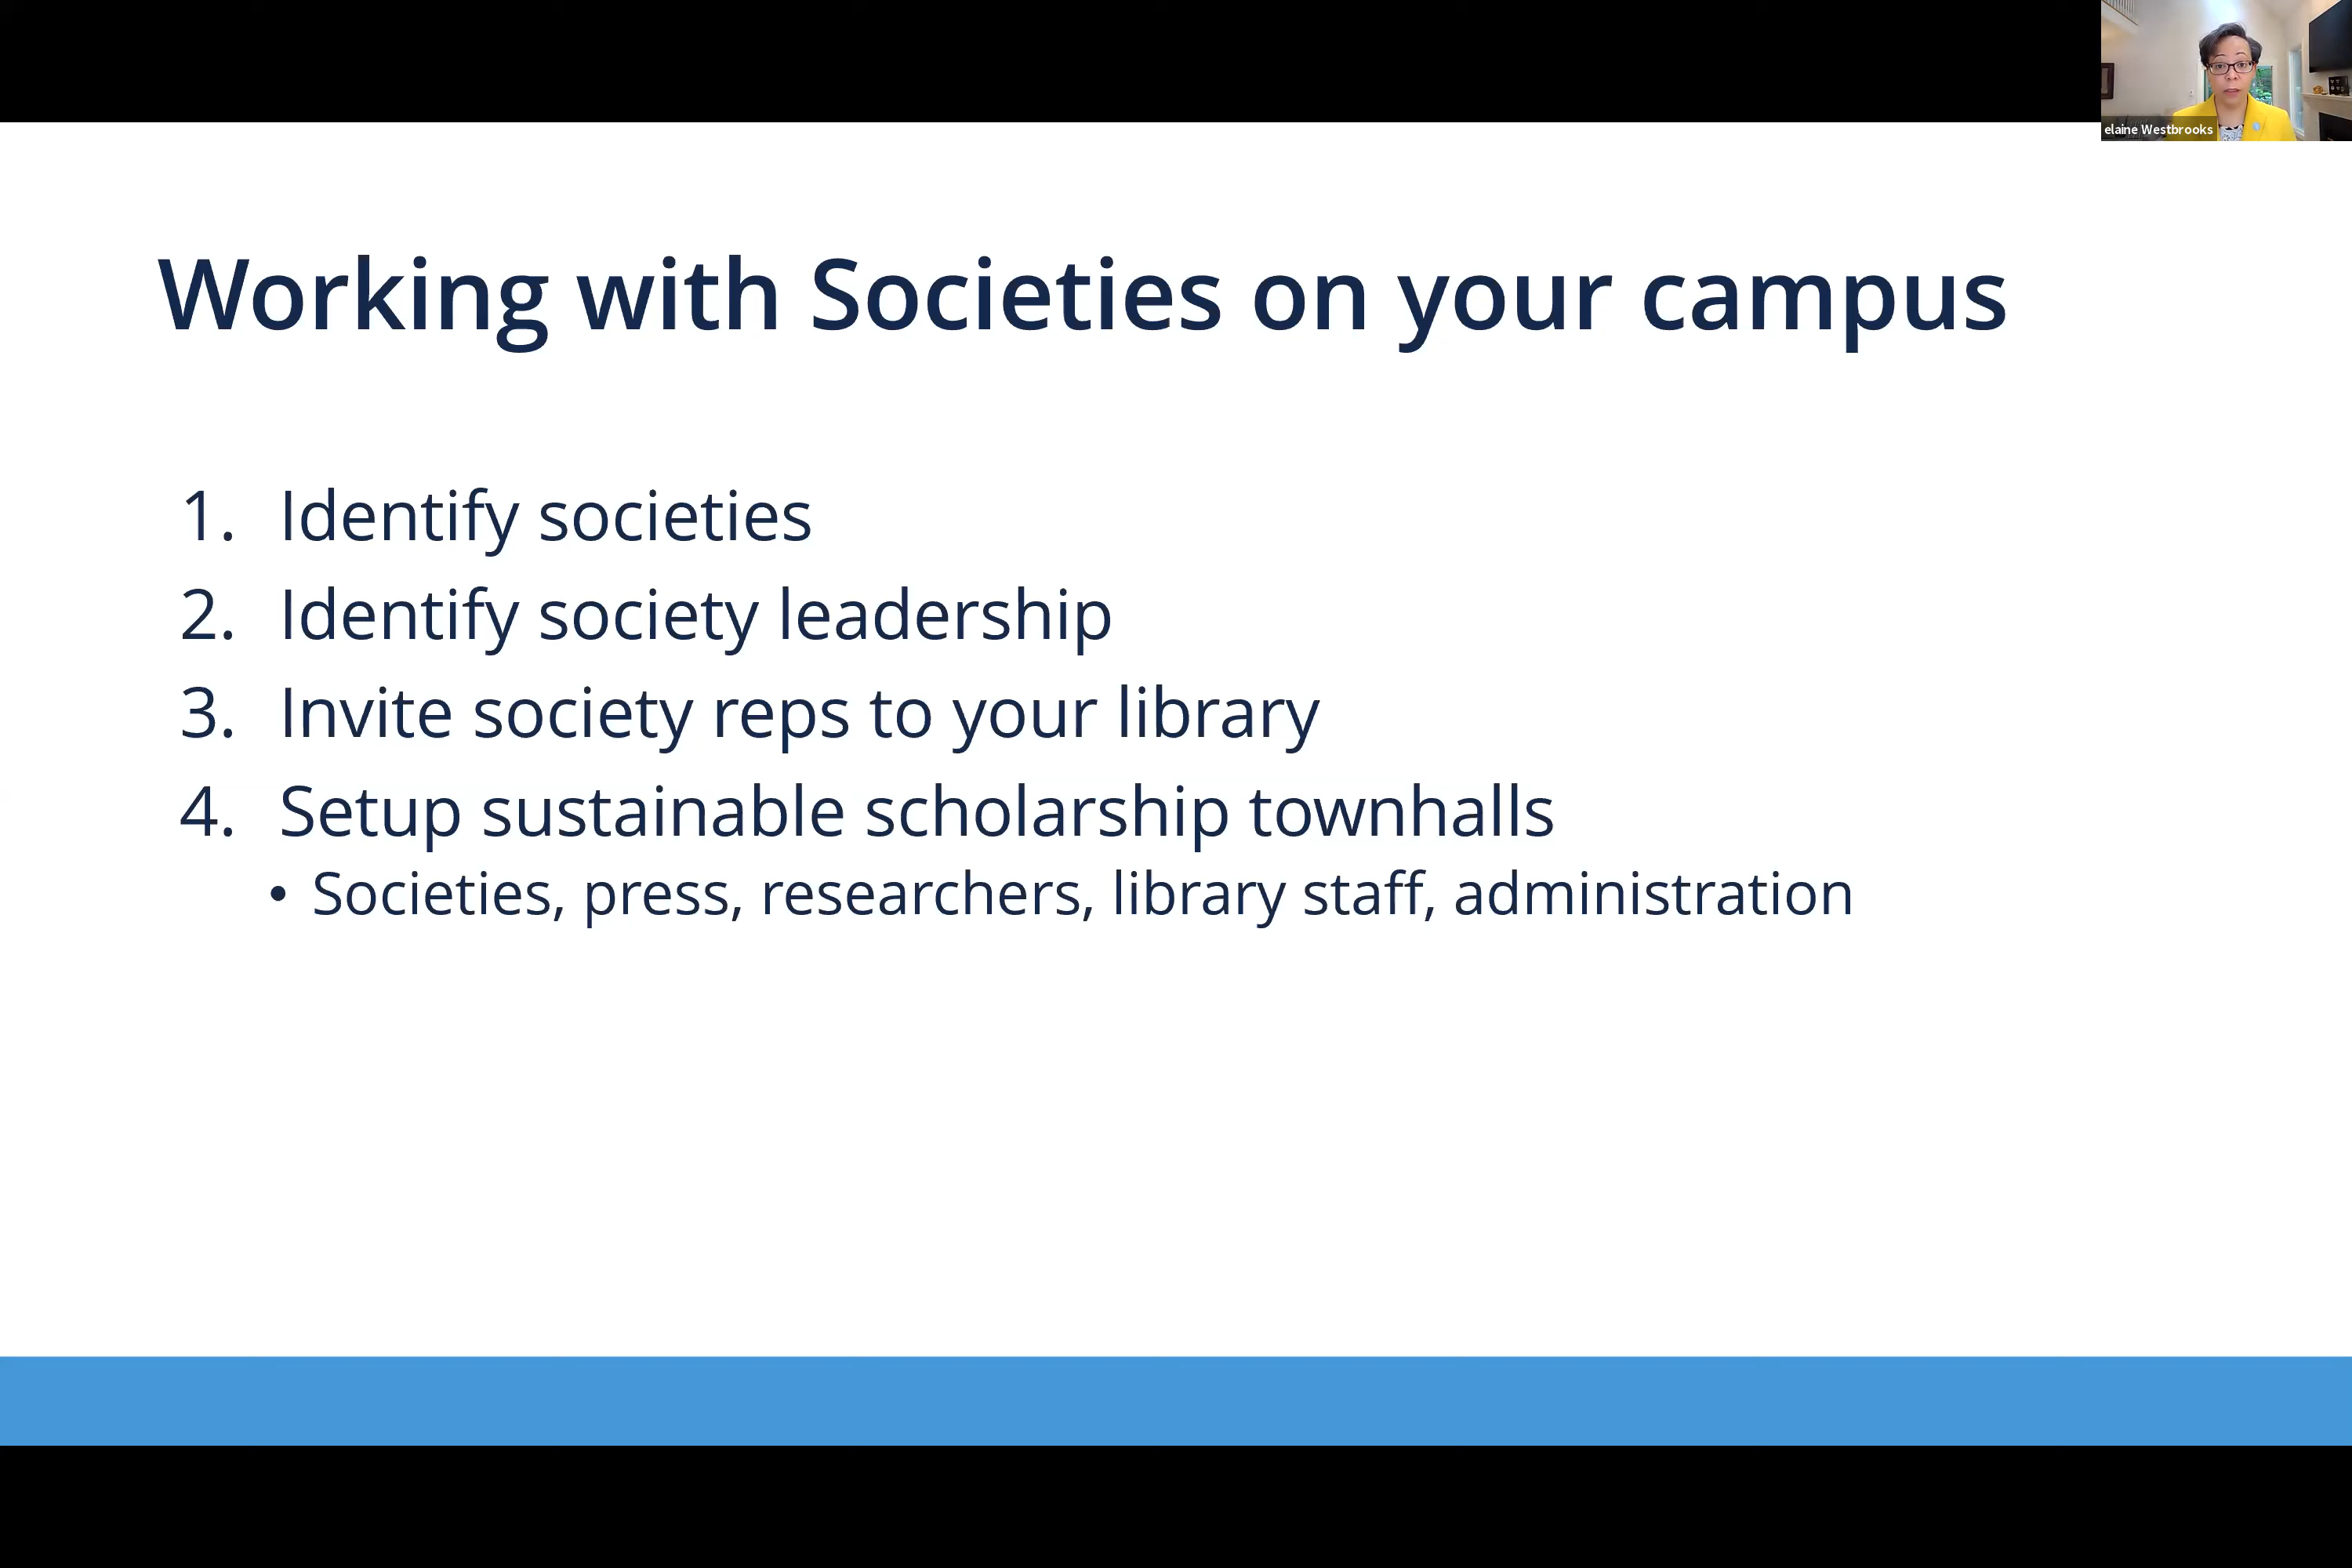 elaine Westbrooks
Working with Societies on your campus
1. Identify societies
2. Identify society leadership
3. Invite society reps to your library
4. Setup sustainable scholarship townhalls
• Societies, press, researchers, library staff, administration